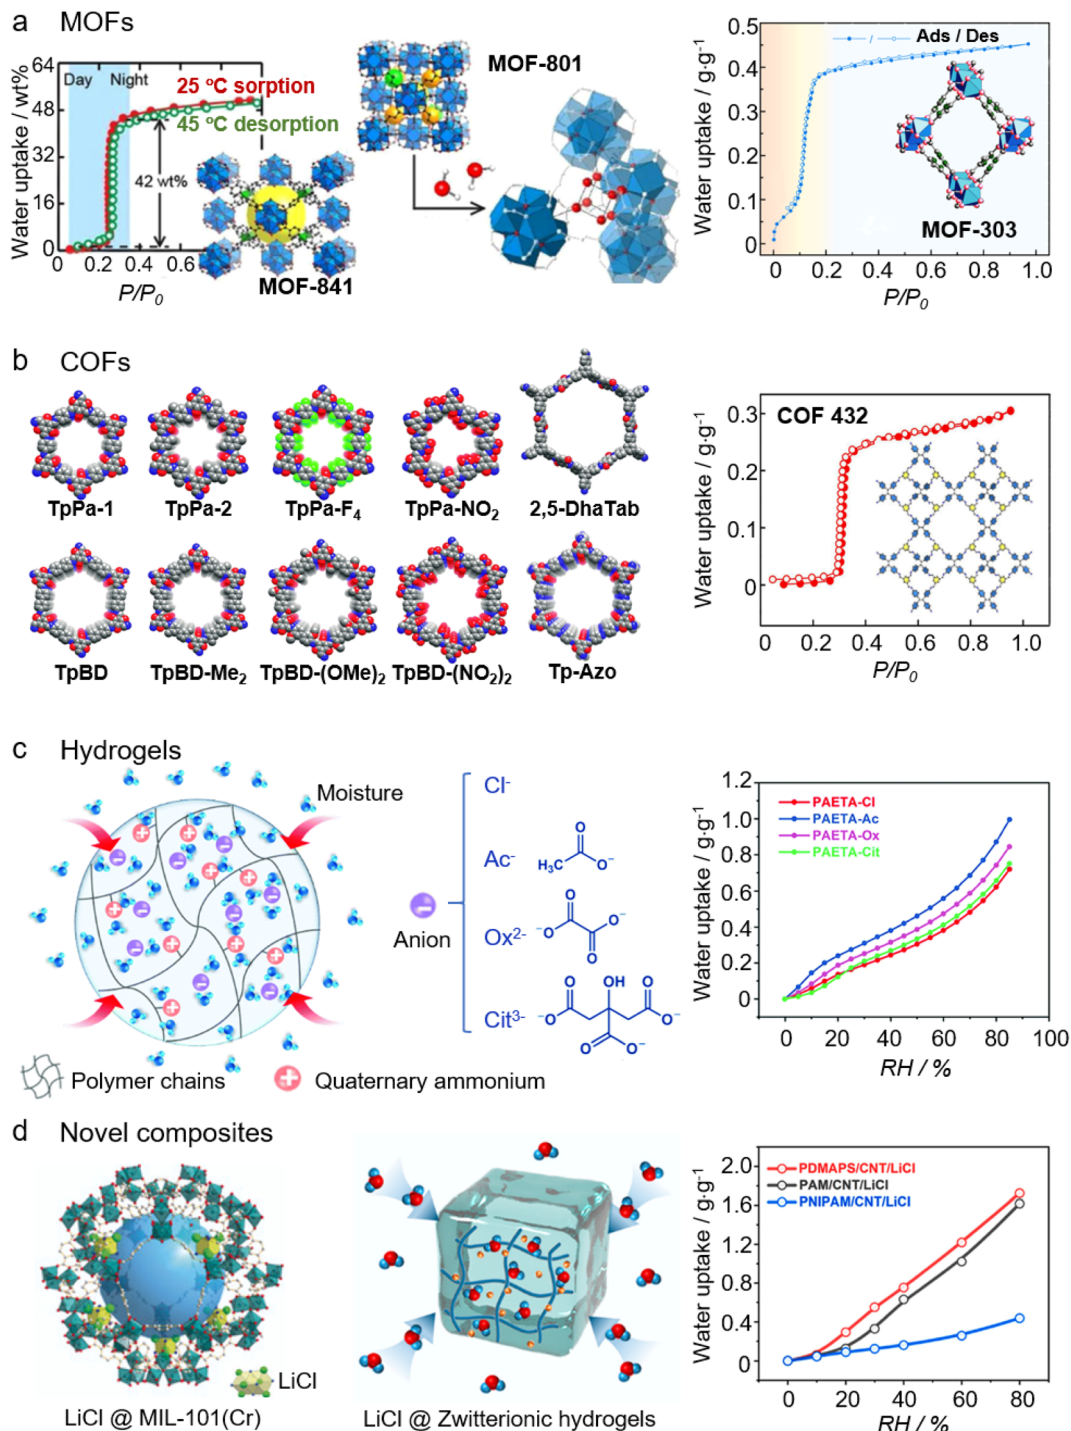 a MOFs
64
48
32
16
0
Water uptake / wt%
Day Night
25 °C sorption
45 °C desorption
42 wt%
0 0.2 0.4 0.6
P/P₀
MOF-841
MOF-801
0.5
0.4
0.3
0.2
0.1
0
Water uptake / g·g⁻¹
Ads / Des
MOF-303
0.0 0.2 0.4 0.6 0.8 1.0
P/P₀
b COFs
TpPa-1 TpPa-2 TpPa-F₄ TpPa-NO₂ 2,5-DhaTab
TpBD TpBD-Me₂ TpBD-(OMe)₂ TpBD-(NO₂)₂ Tp-Azo
COF 432
0.3
0.2
0.1
0
Water uptake / g·g⁻¹
0 0.2 0.4 0.6 0.8 1.0
P/P₀
c Hydrogels
Moisture
Anion
Cl⁻
Ac⁻
O
H₃C O⁻
Ox²⁻
O O⁻
⁻O O
Cit³⁻
O OH O
⁻O O⁻
O O⁻
Polymer chains
Quaternary ammonium
1.2
1.0
0.8
0.6
0.4
0.2
0
Water uptake / g·g⁻¹
PAETA-Cl
PAETA-Ac
PAETA-Ox
PAETA-Cit
0 20 40 60 80 100
RH / %
d Novel composites
LiCl
LiCl @ MIL-101(Cr)
LiCl @ Zwitterionic hydrogels
2.0
1.6
1.2
0.8
0.4
0
Water uptake / g·g⁻¹
PDMAPS/CNT/LiCl
PAM/CNT/LiCl
PNIPAM/CNT/LiCl
0 20 40 60 80
RH / %